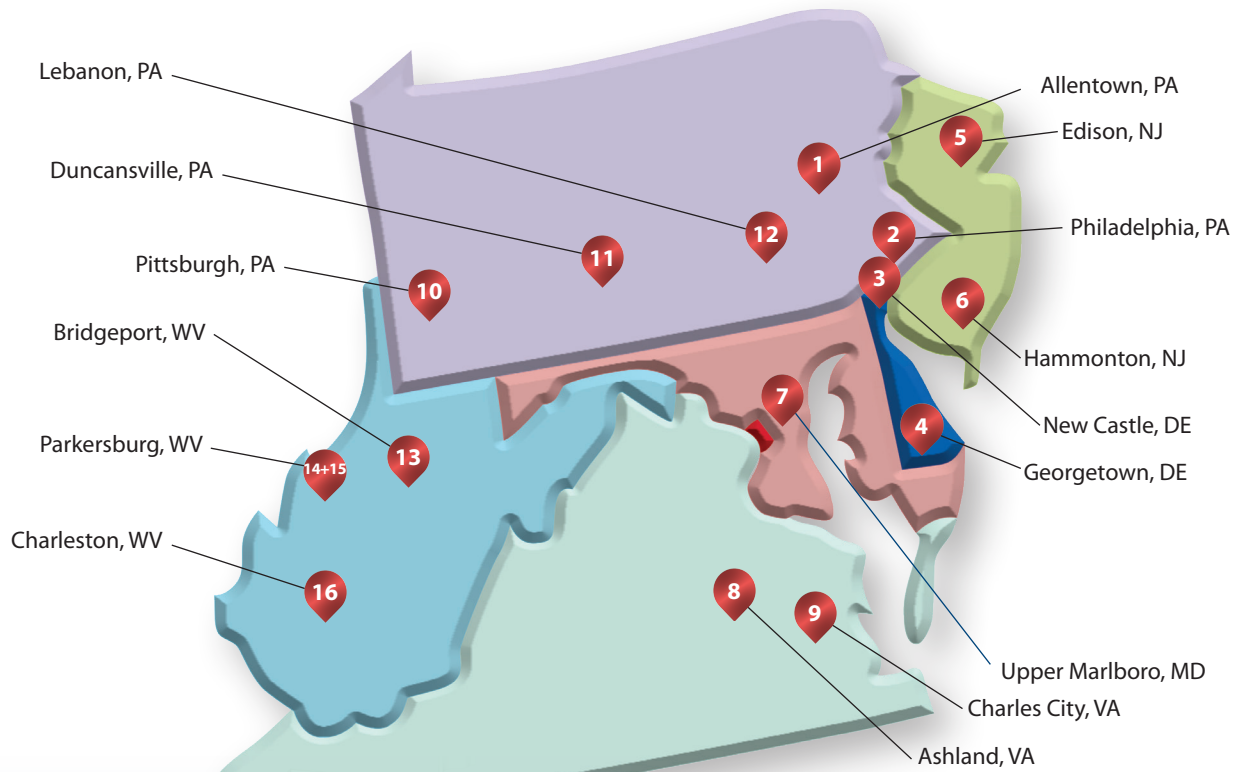 Lebanon, PA
Duncansville, PA
Pittsburgh, PA
Bridgeport, WV
Parkersburg, WV
Charleston, WV
Allentown, PA
Edison, NJ
Philadelphia, PA
Hammonton, NJ
New Castle, DE
Georgetown, DE
Upper Marlboro, MD
Charles City, VA
Ashland, VA
5
1
12
2
11
3
10
6
7
4
13
14+15
16
8
9